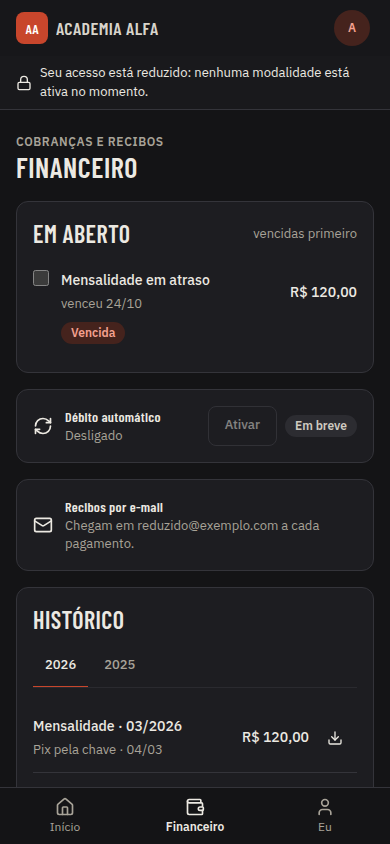 AA ACADEMIA ALFA A
Seu acesso está reduzido: nenhuma modalidade está
ativa no momento.
COBRANÇAS E RECIBOS
FINANCEIRO
EM ABERTO vencidas primeiro
Mensalidade em atraso R$ 120,00
venceu 24/10
Vencida
Débito automático
Desligado
Ativar Em breve
Recibos por e-mail
Chegam em reduzido@exemplo.com a cada
pagamento.
HISTÓRICO
2026 2025
Mensalidade · 03/2026 R$ 120,00
Pix pela chave · 04/03
Início Financeiro Eu